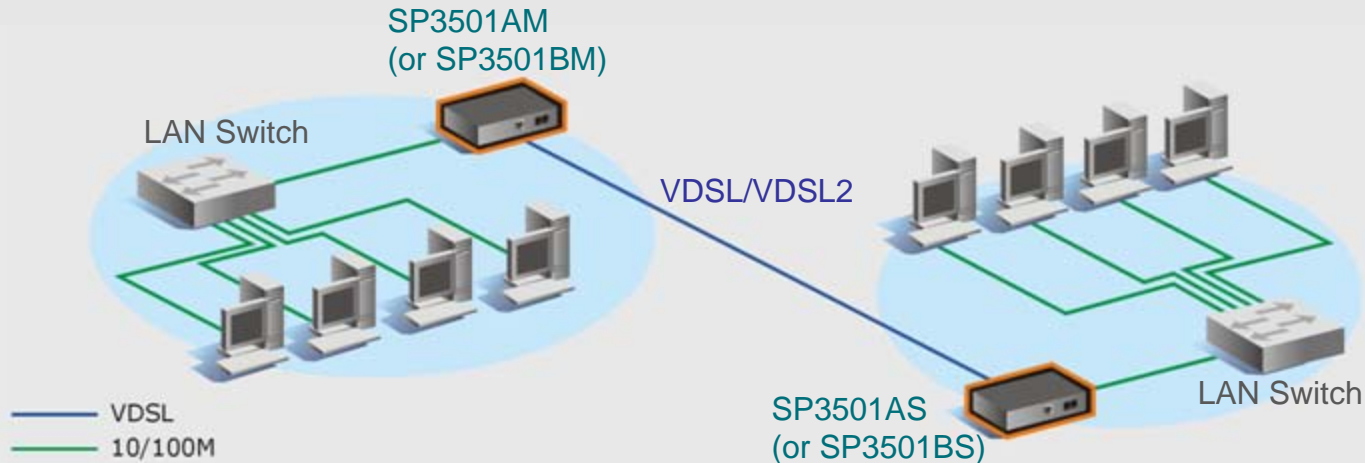 SP3501AM
(or SP3501BM)
LAN Switch
VDSL/VDSL2
SP3501AS
(or SP3501BS)
LAN Switch
VDSL
10/100M